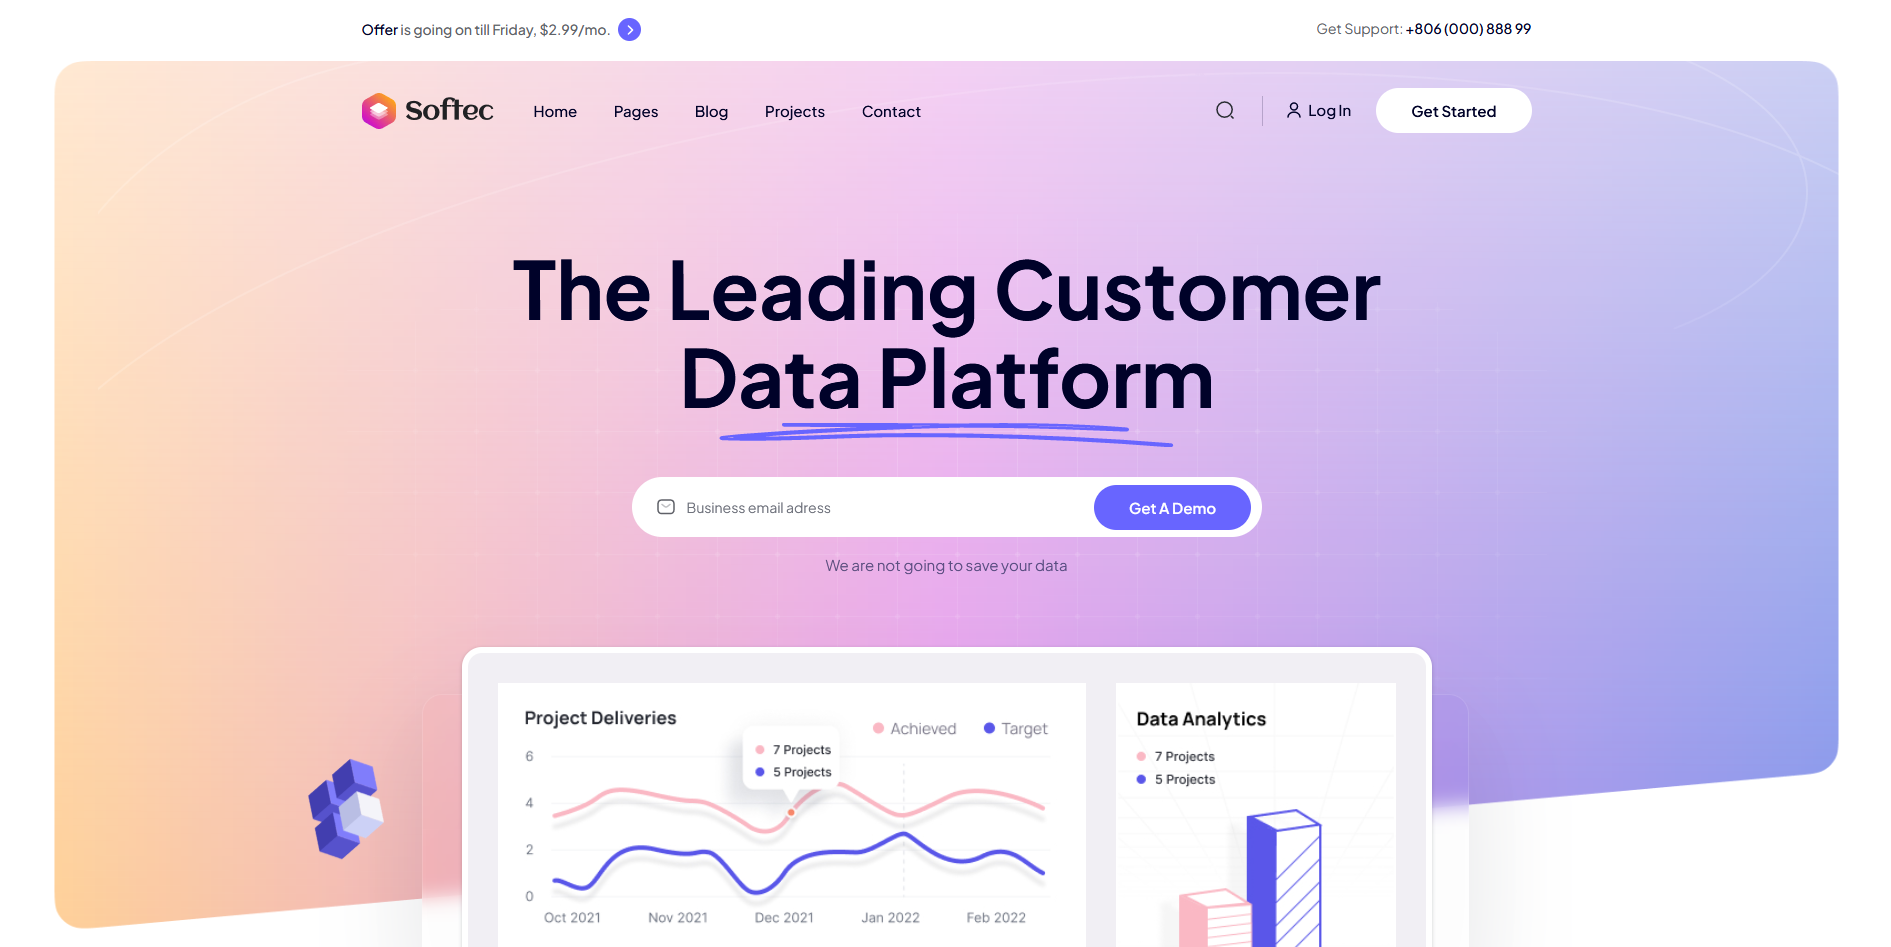 Offer is going on till Friday, $2.99/mo.
Get Support: +806 (000) 888 99
Softec
Home Pages Blog Projects Contact
Log In
Get Started
The Leading Customer
Data Platform
Business email adress
Get A Demo
We are not going to save your data
Project Deliveries
Achieved Target
7 Projects
5 Projects
6
4
2
0
Oct 2021 Nov 2021 Dec 2021 Jan 2022 Feb 2022
Data Analytics
7 Projects
5 Projects